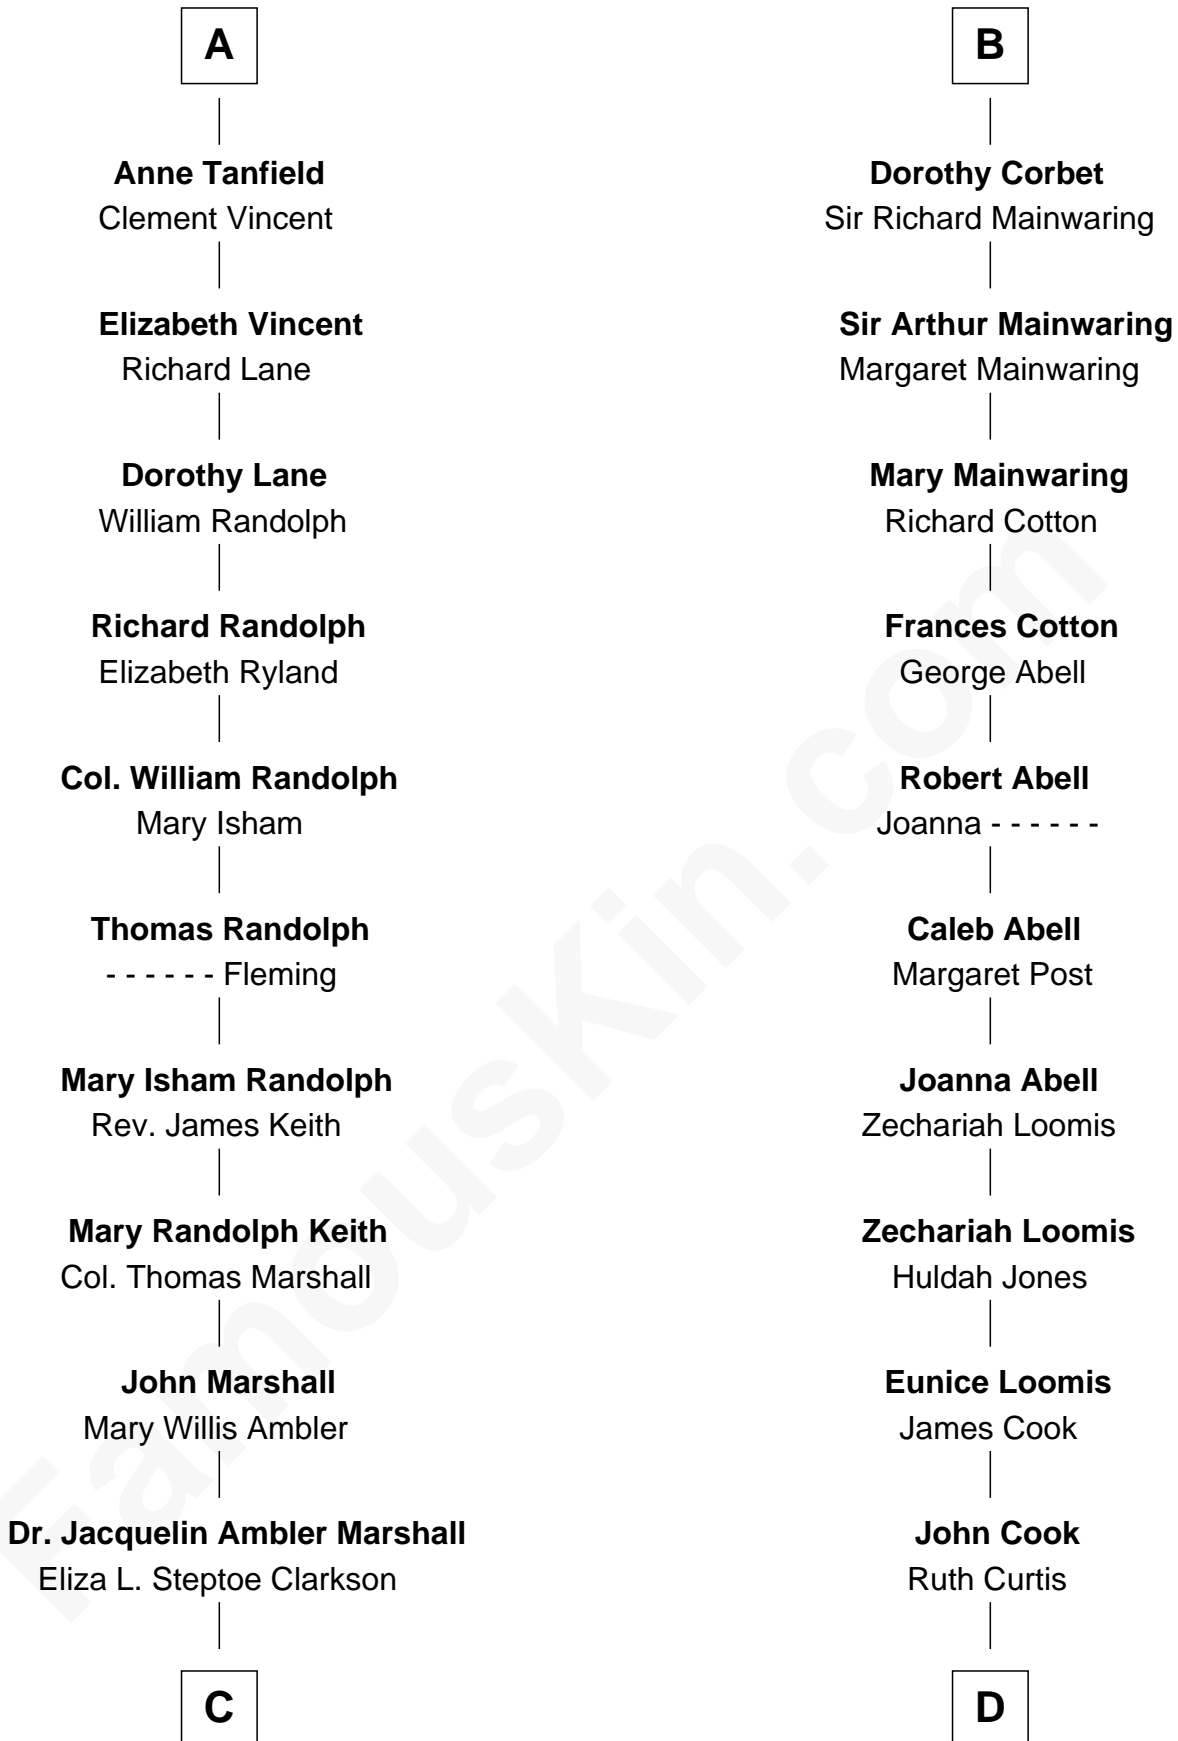 A
Anne Tanfield
Clement Vincent
Elizabeth Vincent
Richard Lane
Dorothy Lane
William Randolph
Richard Randolph
Elizabeth Ryland
Col. William Randolph
Mary Isham
Thomas Randolph
- - - - - - Fleming
Mary Isham Randolph
Rev. James Keith
Mary Randolph Keith
Col. Thomas Marshall
John Marshall
Mary Willis Ambler
Dr. Jacquelin Ambler Marshall
Eliza L. Steptoe Clarkson
C
B
Dorothy Corbet
Sir Richard Mainwaring
Sir Arthur Mainwaring
Margaret Mainwaring
Mary Mainwaring
Richard Cotton
Frances Cotton
George Abell
Robert Abell
Joanna - - - - - -
Caleb Abell
Margaret Post
Joanna Abell
Zechariah Loomis
Zechariah Loomis
Huldah Jones
Eunice Loomis
James Cook
John Cook
Ruth Curtis
D
FamousKin.com